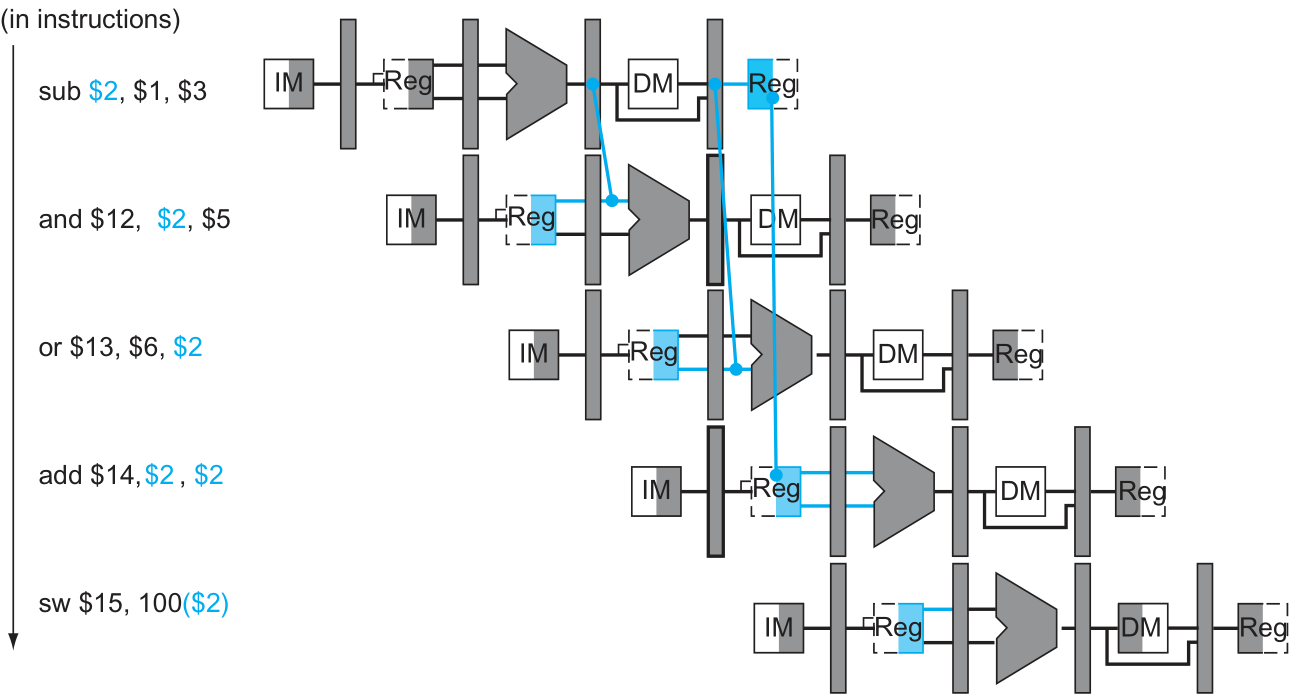 (in instructions)
sub $2, $1, $3
IM Reg DM Reg
and $12, $2, $5
IM Reg DM Reg
or $13, $6, $2
IM Reg DM Reg
add $14, $2 , $2
IM Reg DM Reg
sw $15, 100($2)
IM Reg DM Reg